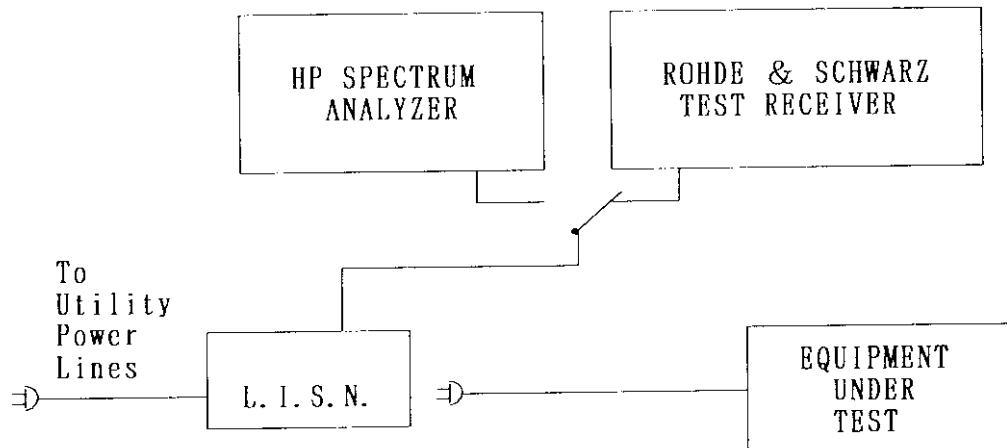 HP SPECTRUM
ANALYZER
ROHDE & SCHWARZ
TEST RECEIVER
To
Utility
Power
Lines
L. I. S. N.
EQUIPMENT
UNDER
TEST